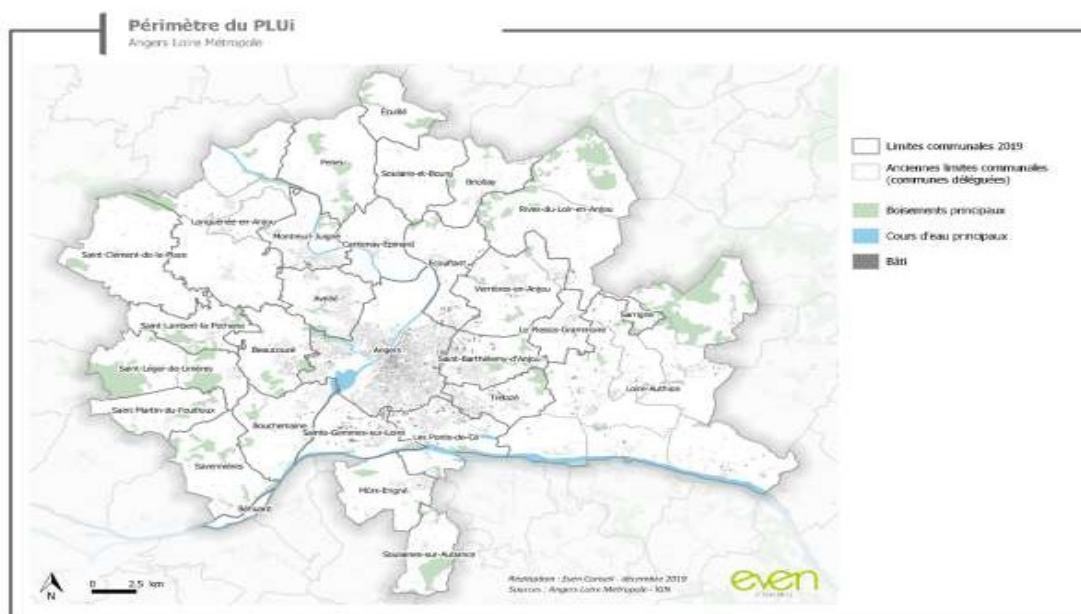 Périmètre du PLUi
Angers Loire Métropole
Écuillé
Feneu
Soulaire-et-Bourg
Briollay
Rives-du-Loir-en-Anjou
Longuenée-en-Anjou
Montreuil-Juigné
Cantenay-Épinard
Saint-Clément-de-la-Place
Écouflant
Verrières-en-Anjou
Avrillé
Sarrigné
Saint-Lambert-la-Potherie
Le Plessis-Grammoire
Beaucouzé
Angers
Saint-Barthélemy-d'Anjou
Saint-Léger-de-Linières
Loire-Authion
Trélazé
Saint-Martin-du-Fouilloux
Bouchemaine
Sainte-Gemmes-sur-Loire
Les Ponts-de-Cé
Savennières
Mûrs-Erigné
Béhuard
Soulaines-sur-Aubance
Limites communales 2019
Anciennes limites communales
(communes déléguées)
Boisements principaux
Cours d'eau principaux
Bâti
N
0 2.5 km
Réalisation : Even Conseil - décembre 2019
Sources : Angers Loire Métropole - IGN
even